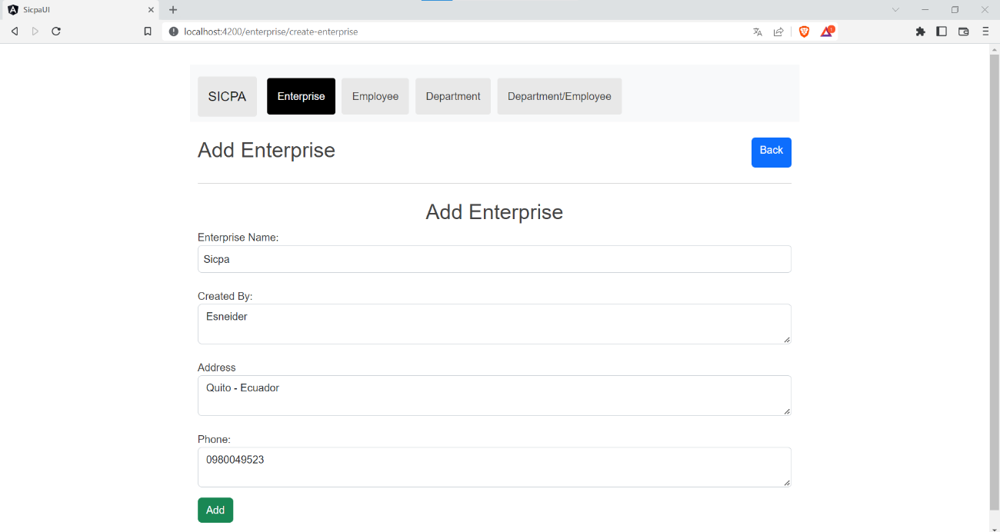 SicpaUI
localhost:4200/enterprise/create-enterprise
1
SICPA Enterprise Employee Department Department/Employee
Add Enterprise Back
Add Enterprise
Enterprise Name:
Sicpa
Created By:
Esneider
Address
Quito - Ecuador
Phone:
0980049523
Add